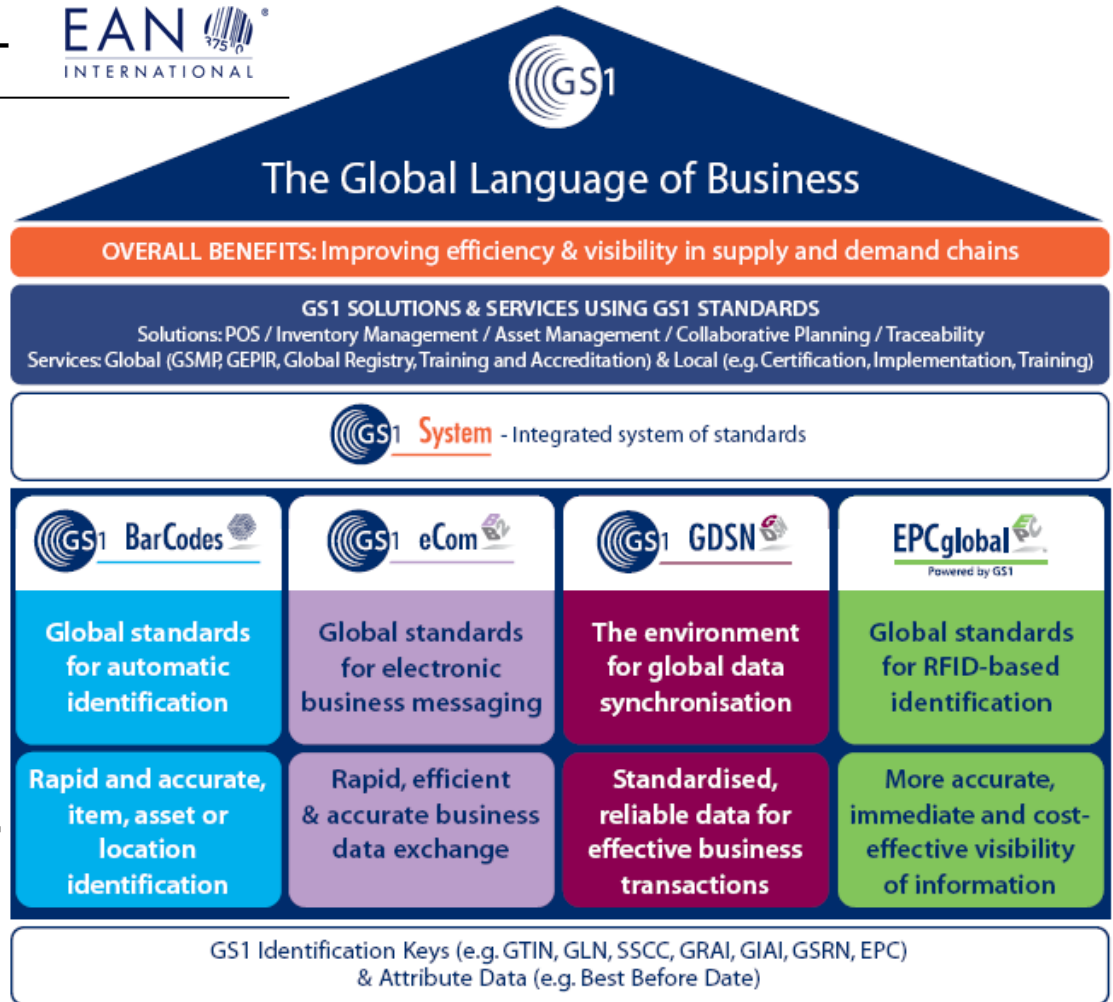 EAN
INTERNATIONAL
GS1
The Global Language of Business
OVERALL BENEFITS: Improving efficiency & visibility in supply and demand chains
GS1 SOLUTIONS & SERVICES USING GS1 STANDARDS
Solutions: POS / Inventory Management / Asset Management / Collaborative Planning / Traceability
Services: Global (GSMP, GEPIR, Global Registry, Training and Accreditation) & Local (e.g. Certification, Implementation, Training)
GS1 System - Integrated system of standards
GS1 BarCodes
Global standards
for automatic
identification
Rapid and accurate,
item, asset or
location
identification
GS1 eCom
Global standards
for electronic
business messaging
Rapid, efficient
& accurate business
data exchange
GS1 GDSN
The environment
for global data
synchronisation
Standardised,
reliable data for
effective business
transactions
EPCglobal
Powered by GS1
Global standards
for RFID-based
identification
More accurate,
immediate and cost-
effective visibility
of information
GS1 Identification Keys (e.g. GTIN, GLN, SSCC, GRAI, GIAI, GSRN, EPC)
& Attribute Data (e.g. Best Before Date)